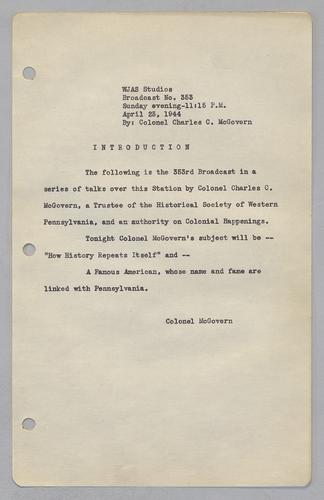 WJAS Studios
Broadcast No. 353
Sunday evening-11:15 P.M.
April 23, 1944
By: Colonel Charles C. McGovern
INTRODUCTION
The following is the 353rd Broadcast in a
series of talks over this Station by Colonel Charles C.
McGovern, a Trustee of the Historical Society of Western
Pennsylvania, and an authority on Colonial Happenings.
Tonight Colonel McGovern's subject will be --
"How History Repeats Itself" and --
A Famous American, whose name and fame are
linked with Pennsylvania.
Colonel McGovern